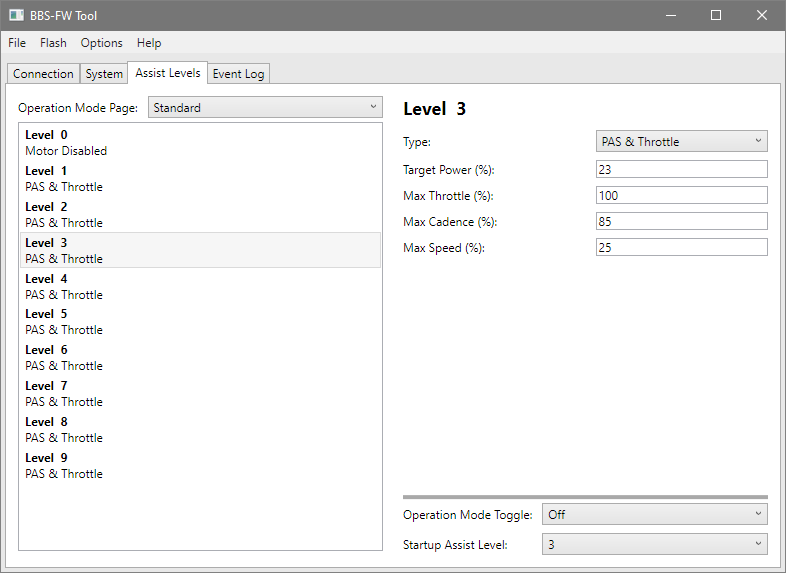 BBS-FW Tool
File Flash Options Help
Connection System Assist Levels Event Log
Operation Mode Page: Standard
Level 0
Motor Disabled
Level 1
PAS & Throttle
Level 2
PAS & Throttle
Level 3
PAS & Throttle
Level 4
PAS & Throttle
Level 5
PAS & Throttle
Level 6
PAS & Throttle
Level 7
PAS & Throttle
Level 8
PAS & Throttle
Level 9
PAS & Throttle
Level 3
Type: PAS & Throttle
Target Power (%): 23
Max Throttle (%): 100
Max Cadence (%): 85
Max Speed (%): 25
Operation Mode Toggle: Off
Startup Assist Level: 3